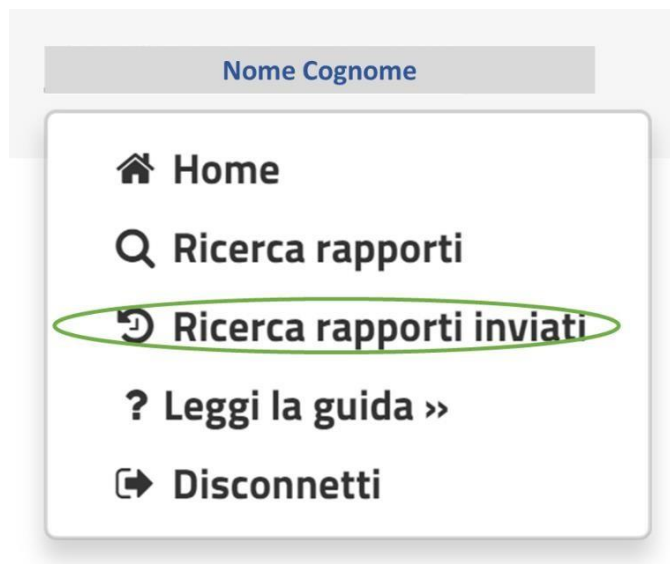 Nome Cognome
Home
Ricerca rapporti
Ricerca rapporti inviati
? Leggi la guida »
Disconnetti